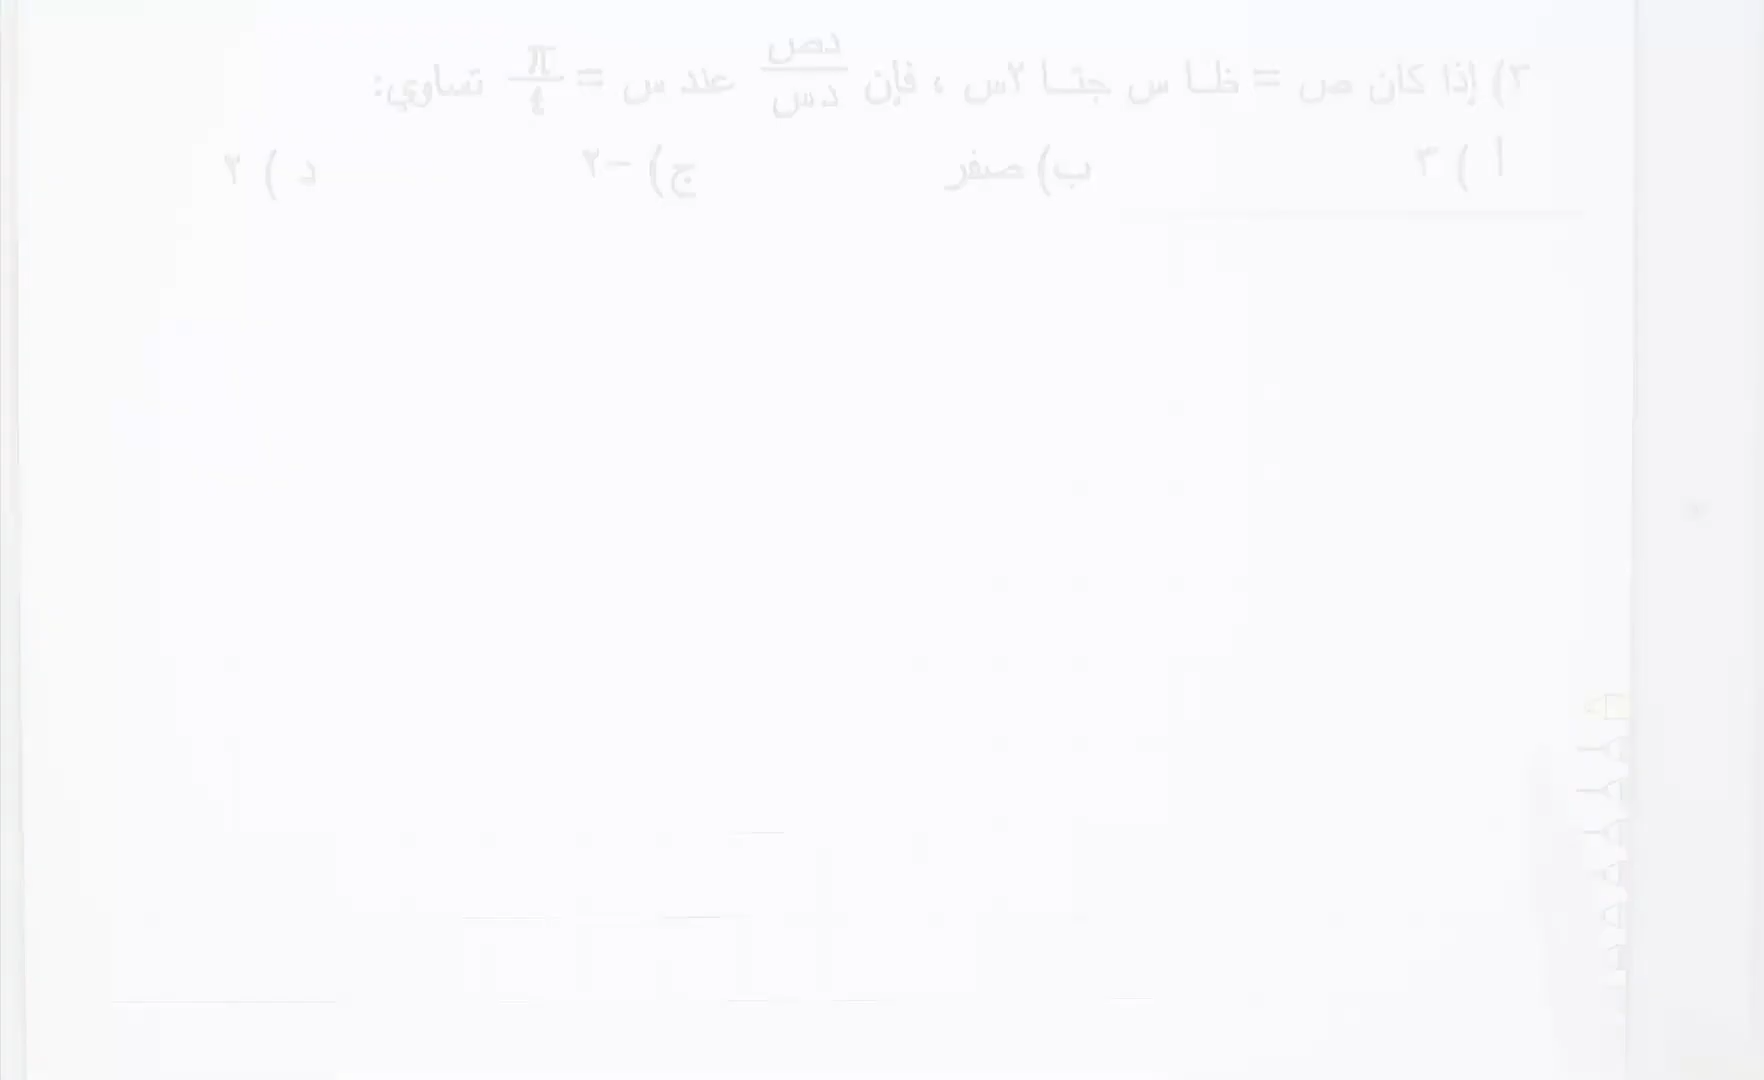 ٣) إذا كان ص = ظــا س جتــا ٢س ، فإن دص/دس عند س = π/٤ تساوي:
أ ) ٣ ب) صفر ج) -٢ د ) ٢